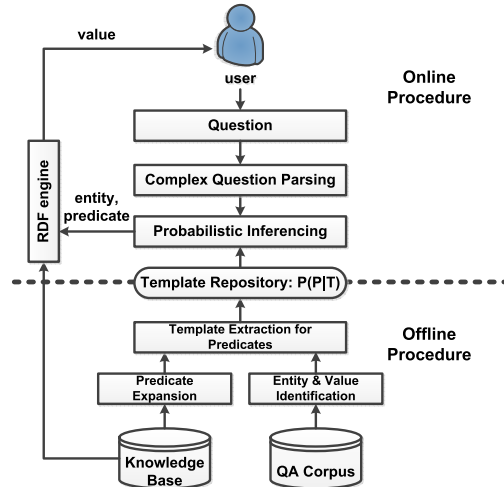 value
user
Online
Procedure
Question
Complex Question Parsing
entity,
predicate
RDF engine
Probabilistic Inferencing
Template Repository: P(P|T)
Template Extraction for
Predicates
Offline
Procedure
Predicate
Expansion
Entity & Value
Identification
Knowledge
Base
QA Corpus